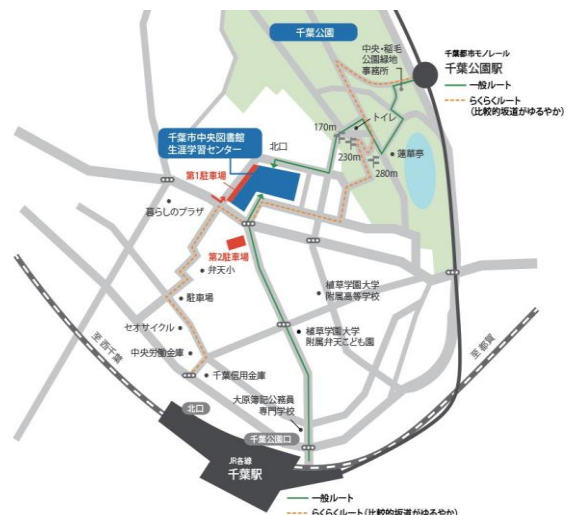 千葉公園
千葉都市モノレール
千葉公園駅
一般ルート
らくらくルート
(比較的坂道がゆるやか)
中央・稲毛
公園緑地
事務所
トイレ
170m
230m
280m
蓮華亭
北口
千葉市中央図書館
生涯学習センター
第1駐車場
暮らしのプラザ
第2駐車場
弁天小
駐車場
セオサイクル
中央労働金庫
千葉信用金庫
植草学園大学
附属高等学校
植草学園大学
附属弁天こども園
大原簿記公務員
専門学校
至西千葉
至都賀
北口
千葉公園口
JR各線
千葉駅
一般ルート
らくらくルート(比較的坂道がゆるやか)